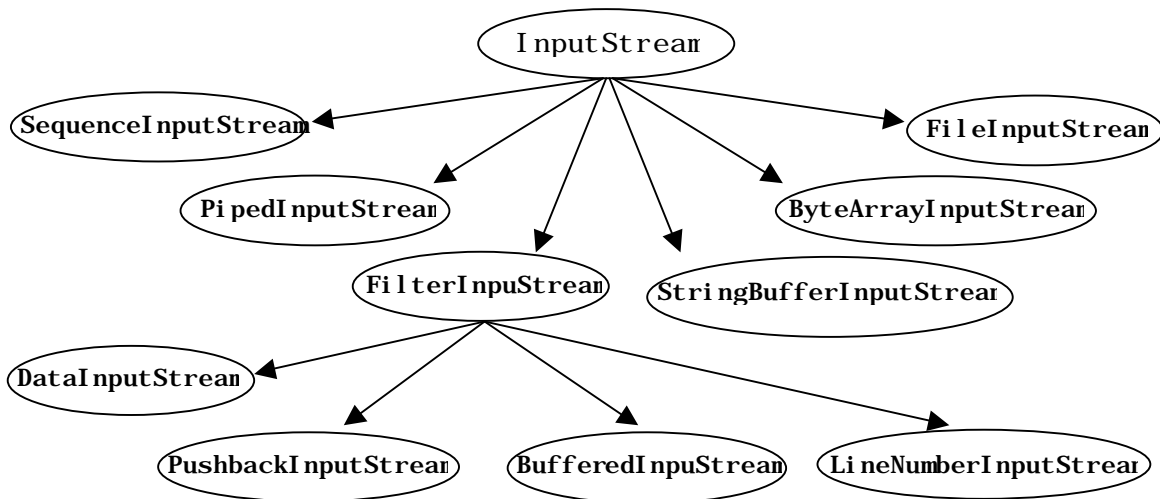 InputStream
SequenceInputStream
FileInputStream
PipedInputStream
ByteArrayInputStream
FilterInpuStream
StringBufferInputStream
DataInputStream
PushbackInputStream
BufferedInpuStream
LineNumberInputStream